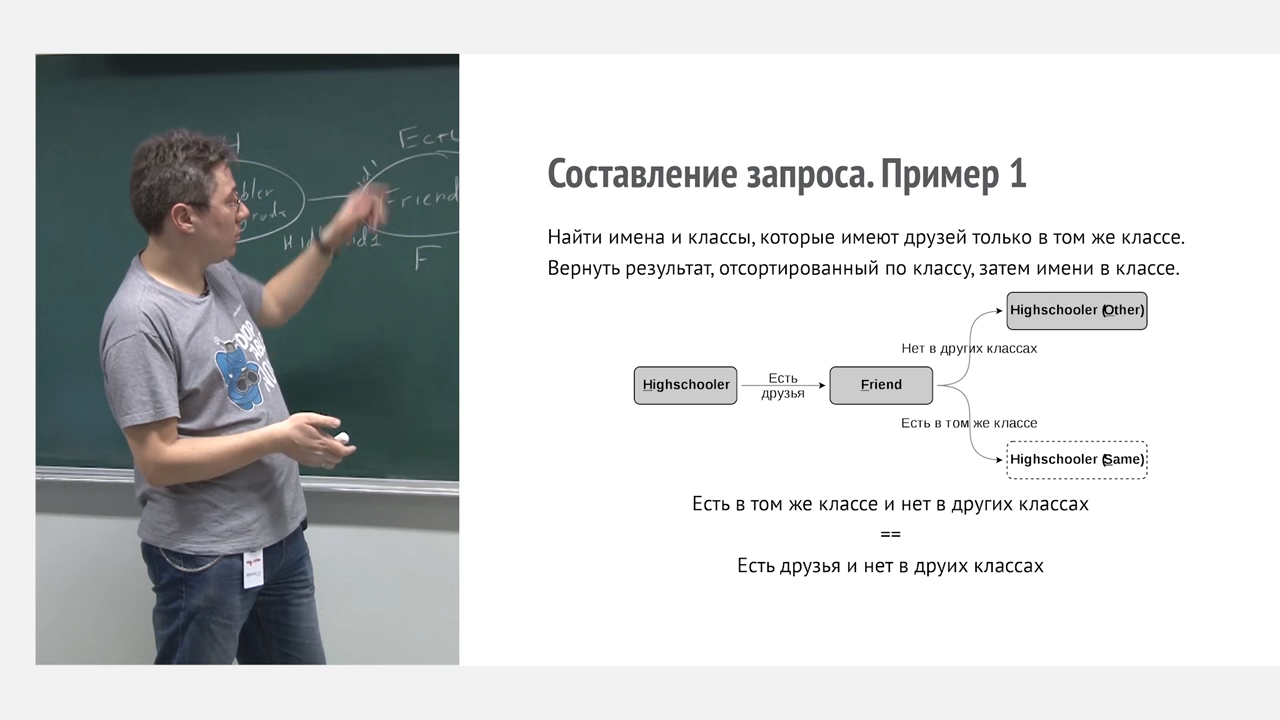 Составление запроса. Пример 1
Найти имена и классы, которые имеют друзей только в том же классе.
Вернуть результат, отсортированный по классу, затем имени в классе.
Highschooler (Other)
Нет в других классах
Highschooler
Есть
друзья
Friend
Есть в том же классе
Highschooler (Same)
Есть в том же классе и нет в других классах
==
Есть друзья и нет в друих классах
Friend
F